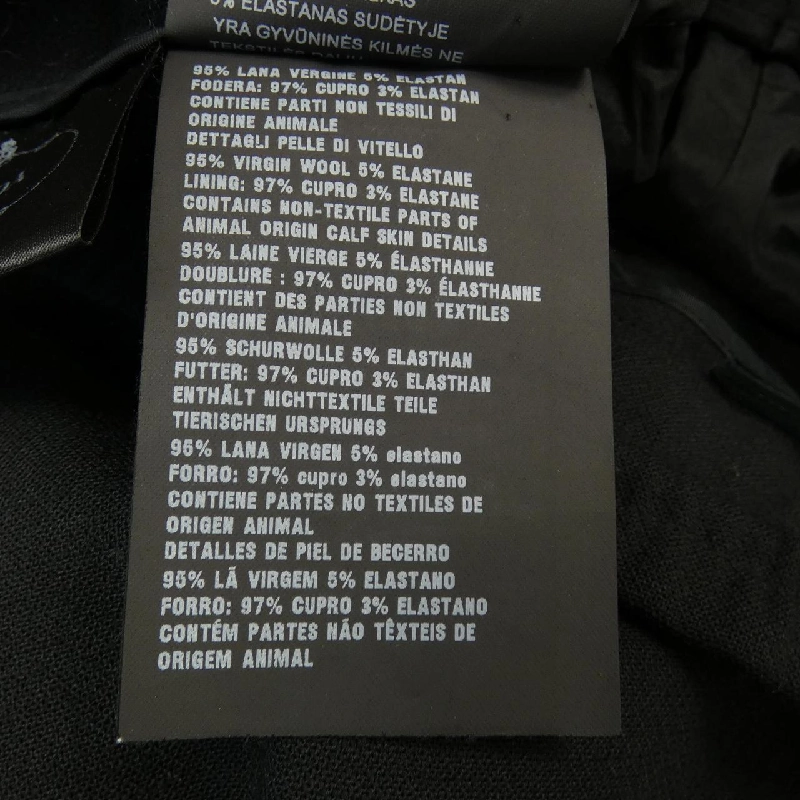 5% ELASTANAS SUDĖTYJE
YRA GYVŪNINĖS KILMĖS NE
95% LANA VERGINE 5% ELASTAN
FODERA: 97% CUPRO 3% ELASTAN
CONTIENE PARTI NON TESSILI DI
ORIGINE ANIMALE
DETTAGLI PELLE DI VITELLO
95% VIRGIN WOOL 5% ELASTANE
LINING: 97% CUPRO 3% ELASTANE
CONTAINS NON-TEXTILE PARTS OF
ANIMAL ORIGIN CALF SKIN DETAILS
95% LAINE VIERGE 5% ÉLASTHANNE
DOUBLURE : 97% CUPRO 3% ÉLASTHANNE
CONTIENT DES PARTIES NON TEXTILES
D'ORIGINE ANIMALE
95% SCHURWOLLE 5% ELASTHAN
FUTTER: 97% CUPRO 3% ELASTHAN
ENTHÄLT NICHTTEXTILE TEILE
TIERISCHEN URSPRUNGS
95% LANA VIRGEN 5% elastano
FORRO: 97% cupro 3% elastano
CONTIENE PARTES NO TEXTILES DE
ORIGEN ANIMAL
DETALLES DE PIEL DE BECERRO
95% LÃ VIRGEM 5% ELASTANO
FORRO: 97% CUPRO 3% ELASTANO
CONTÉM PARTES NÃO TÊXTEIS DE
ORIGEM ANIMAL